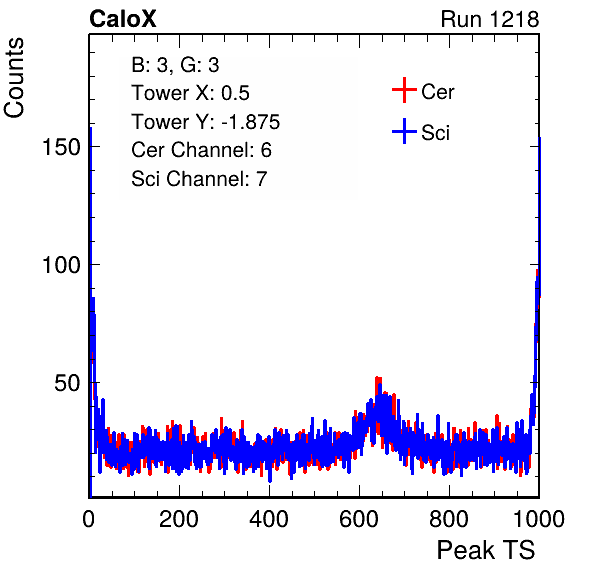 CaloX
Run 1218
Counts
B: 3, G: 3
Tower X: 0.5
Tower Y: -1.875
Cer Channel: 6
Sci Channel: 7
Cer
Sci
150
100
50
0 200 400 600 800 1000
Peak TS